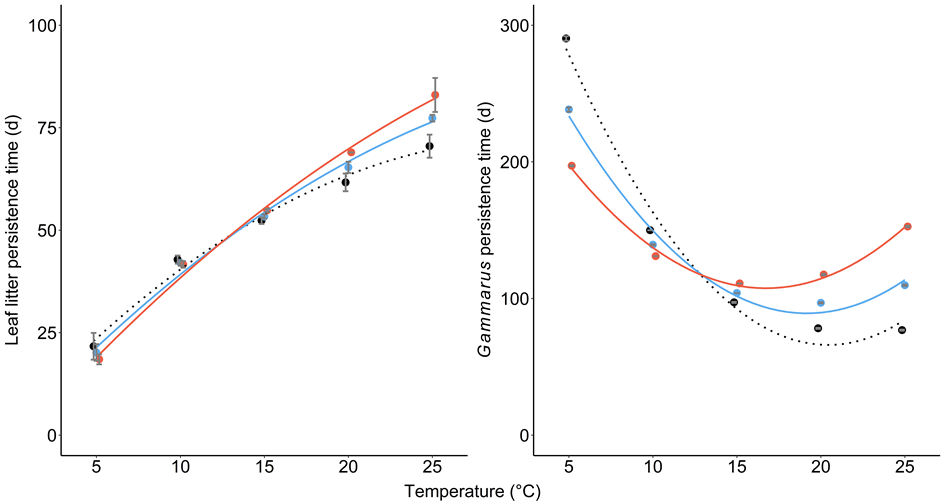 Leaf litter persistence time (d)
100
75
50
25
0
5 10 15 20 25
Gammarus persistence time (d)
300
200
100
0
5 10 15 20 25
Temperature (°C)